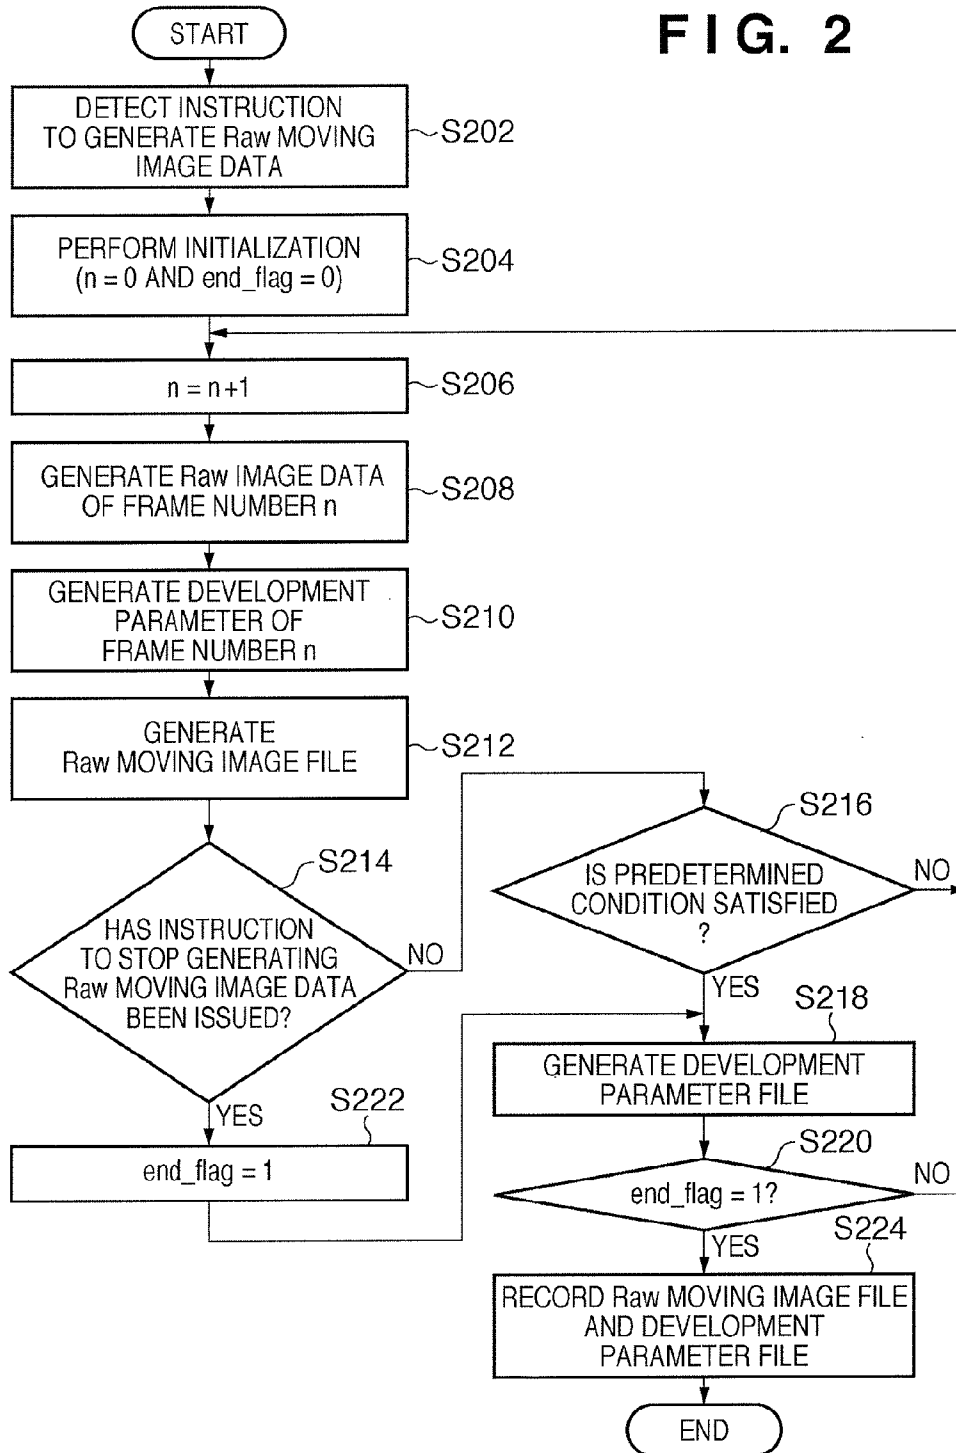 FIG. 2
START
DETECT INSTRUCTION
TO GENERATE Raw MOVING
IMAGE DATA
S202
PERFORM INITIALIZATION
(n = 0 AND end_flag = 0)
S204
n = n+1
S206
GENERATE Raw IMAGE DATA
OF FRAME NUMBER n
S208
GENERATE DEVELOPMENT
PARAMETER OF
FRAME NUMBER n
S210
GENERATE
Raw MOVING IMAGE FILE
S212
S214
HAS INSTRUCTION
TO STOP GENERATING
Raw MOVING IMAGE DATA
BEEN ISSUED?
NO
YES
S222
end_flag = 1
S216
IS PREDETERMINED
CONDITION SATISFIED
?
NO
YES
S218
GENERATE DEVELOPMENT
PARAMETER FILE
S220
end_flag = 1?
NO
YES
S224
RECORD Raw MOVING IMAGE FILE
AND DEVELOPMENT
PARAMETER FILE
END